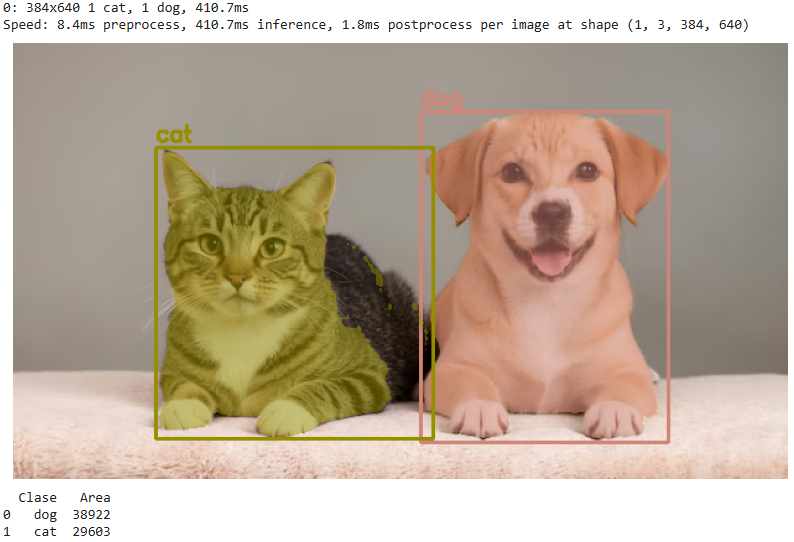 0: 384x640 1 cat, 1 dog, 410.7ms
Speed: 8.4ms preprocess, 410.7ms inference, 1.8ms postprocess per image at shape (1, 3, 384, 640)
dog
cat
Clase Area
0 dog 38922
1 cat 29603